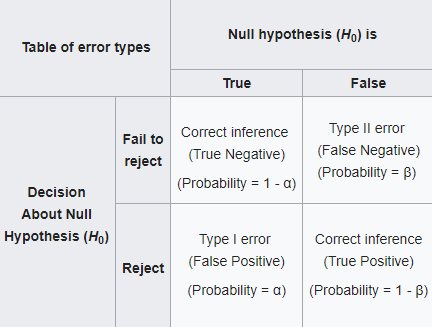 Table of error types
Null hypothesis (H₀) is
True
False
Decision
About Null
Hypothesis (H₀)
Fail to
reject
Correct inference
(True Negative)
(Probability = 1 - α)
Type II error
(False Negative)
(Probability = β)
Reject
Type I error
(False Positive)
(Probability = α)
Correct inference
(True Positive)
(Probability = 1 - β)